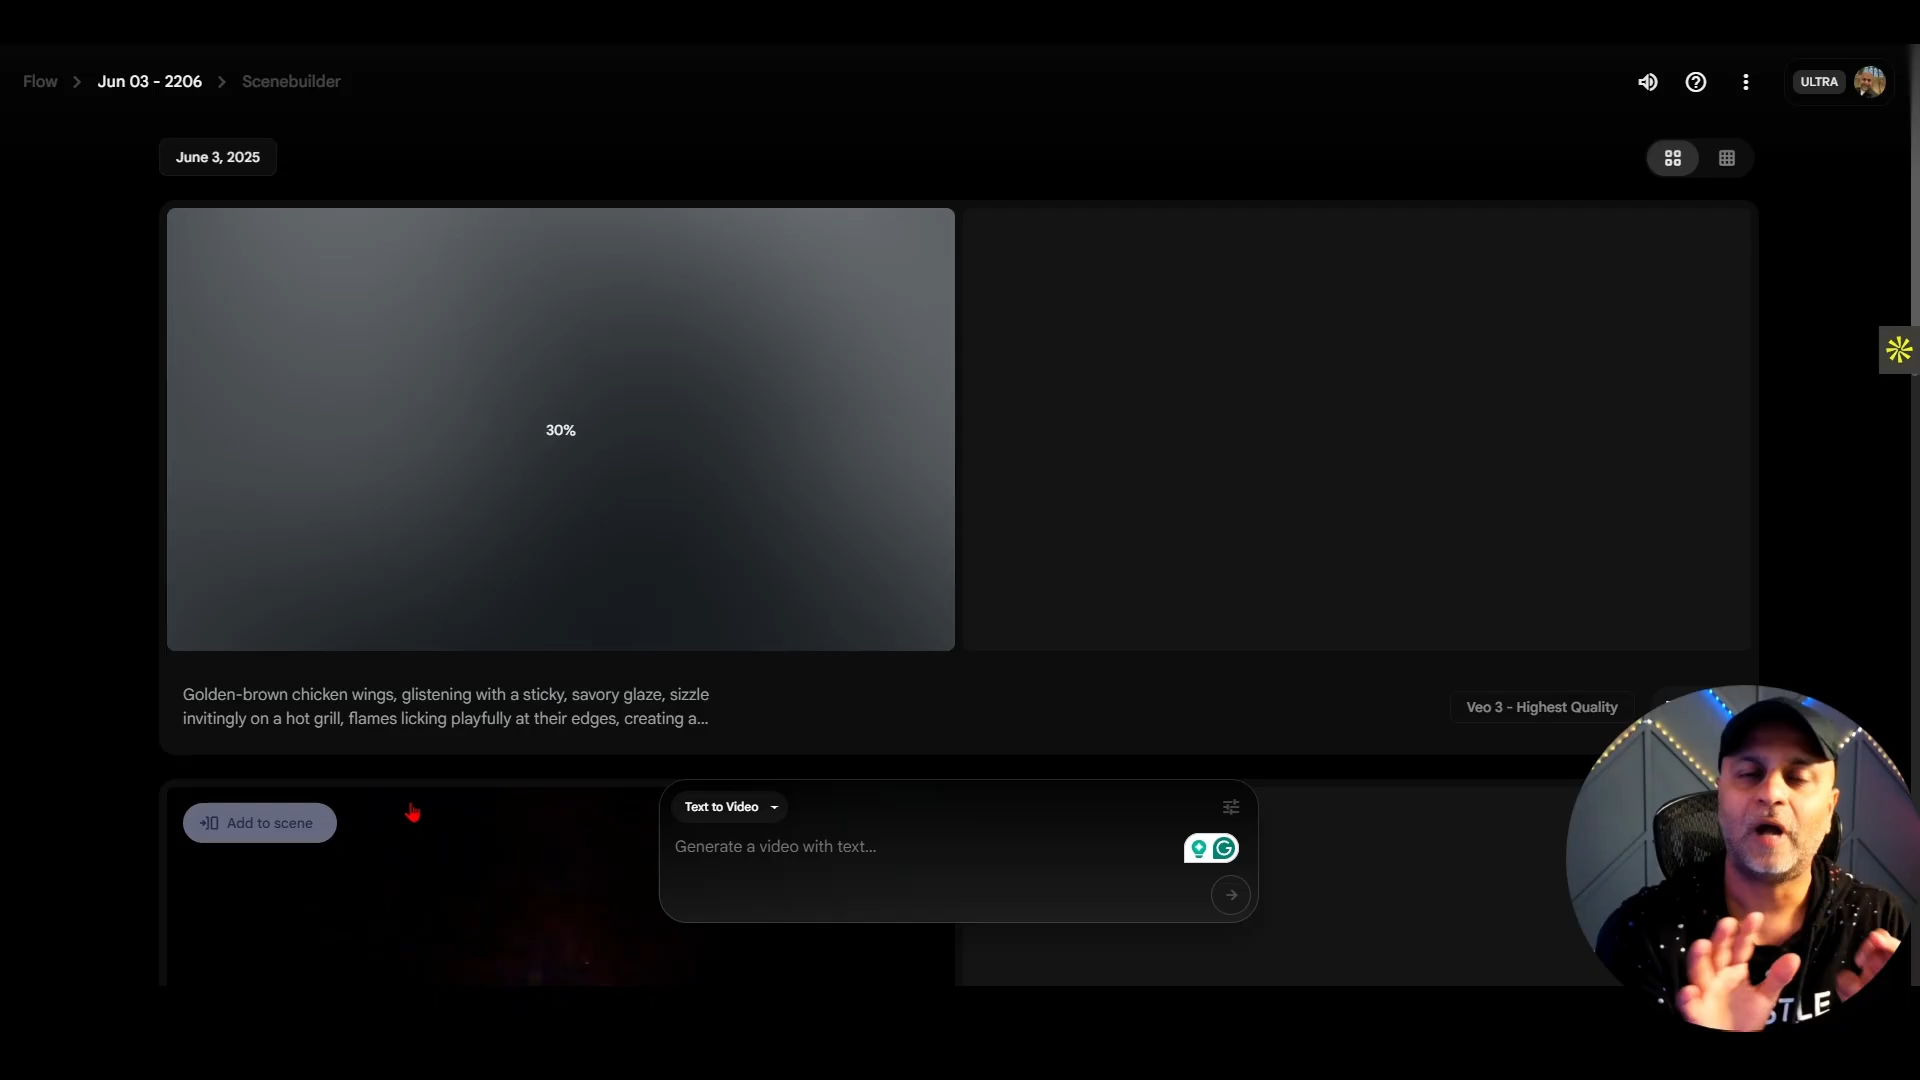 Flow > Jun 03 - 2206 > Scenebuilder
ULTRA
June 3, 2025
30%
Golden-brown chicken wings, glistening with a sticky, savory glaze, sizzle
invitingly on a hot grill, flames licking playfully at their edges, creating a...
Veo 3 - Highest Quality
Add to scene
Text to Video
Generate a video with text...